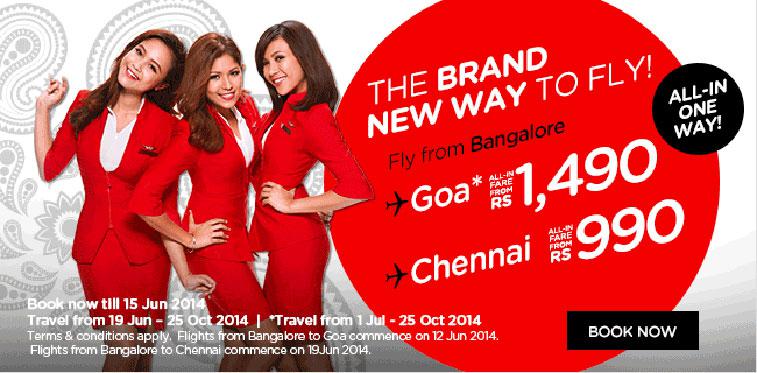 THE BRAND
NEW WAY TO FLY!
ALL-IN
ONE
WAY!
Fly from Bangalore
Goa* ALL-IN FARE FROM RS 1,490
Chennai ALL-IN FARE FROM RS 990
Book now till 15 Jun 2014
Travel from 19 Jun - 25 Oct 2014 | *Travel from 1 Jul - 25 Oct 2014
Terms & conditions apply. Flights from Bangalore to Goa commence on 12 Jun 2014.
Flights from Bangalore to Chennai commence on 19Jun 2014.
BOOK NOW